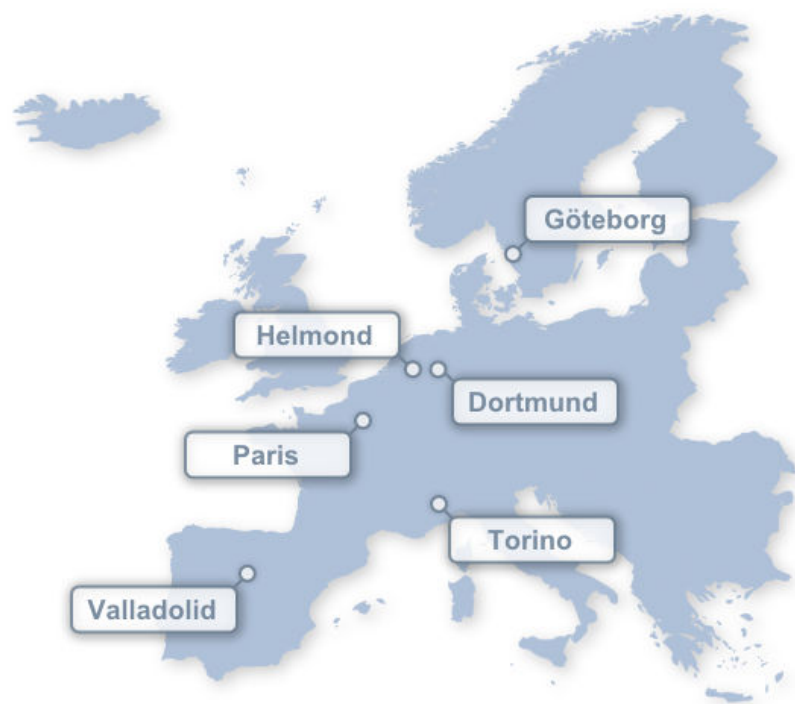 Göteborg
Helmond
Dortmund
Paris
Torino
Valladolid